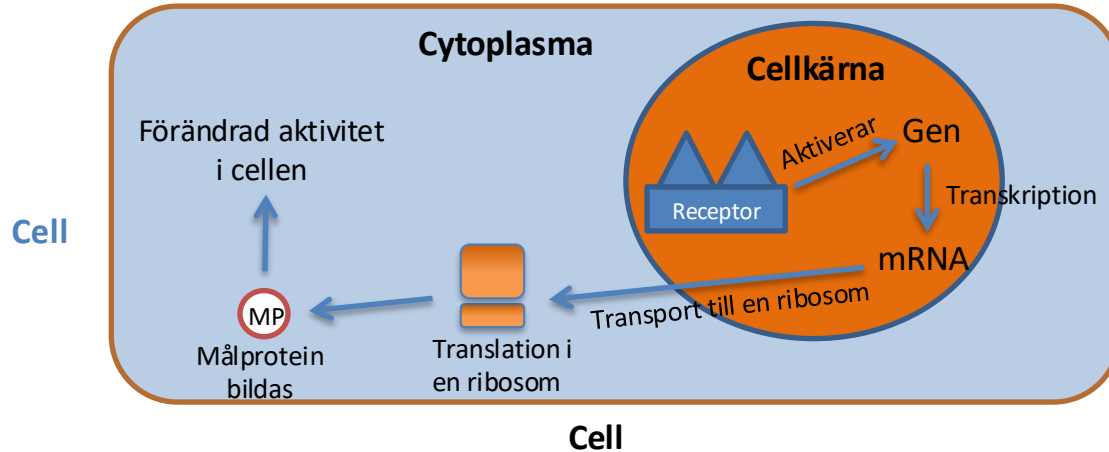 Cytoplasma
Cellkärna
Förändrad aktivitet
i cellen
Aktiverar
Gen
Receptor
Transkription
Cell
mRNA
Transport till en ribosom
MP
Målprotein
bildas
Translation i
en ribosom
Cell